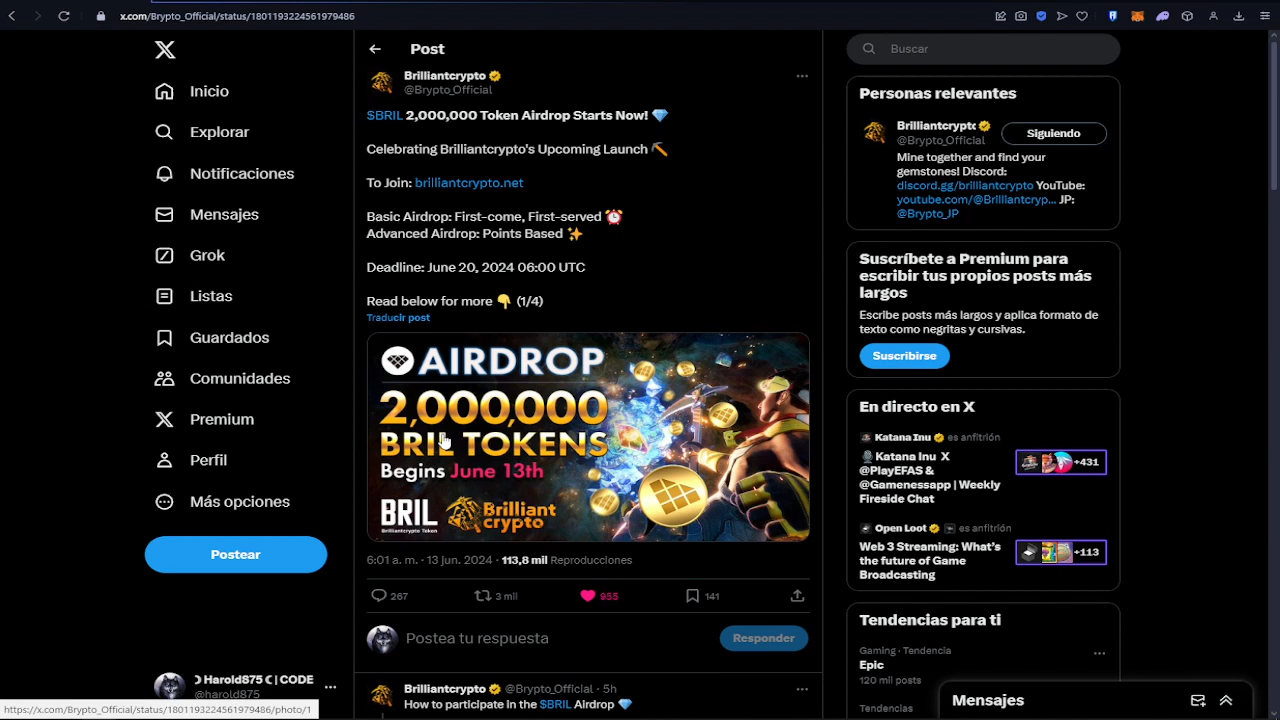 x.com/Brypto_Official/status/1801193224561979486
Inicio
Explorar
Notificaciones
Mensajes
Grok
Listas
Guardados
Comunidades
Premium
Perfil
Más opciones
Postear
Harold875 ☾ | CODE
@harold875
https://x.com/Brypto_Official/status/1801193224561979486/photo/1
Post
Brilliantcrypto
@Brypto_Official
$BRIL 2,000,000 Token Airdrop Starts Now! 💎
Celebrating Brilliantcrypto's Upcoming Launch ⛏️
To Join: brilliantcrypto.net
Basic Airdrop: First-come, First-served ⏰
Advanced Airdrop: Points Based ✨
Deadline: June 20, 2024 06:00 UTC
Read below for more 👇 (1/4)
Traducir post
AIRDROP
2,000,000
BRIL TOKENS
Begins June 13th
BRIL
Brilliantcrypto Token
Brilliant
crypto
6:01 a. m. · 13 jun. 2024 · 113,8 mil Reproducciones
267 3 mil 955 141
Postea tu respuesta
Responder
Brilliantcrypto @Brypto_Official · 5h
How to participate in the $BRIL Airdrop 💎
Buscar
Personas relevantes
Brilliantcrypto
@Brypto_Official
Siguiendo
Mine together and find your
gemstones! Discord:
discord.gg/brilliantcrypto YouTube:
youtube.com/@Brilliantcryp... JP:
@Brypto_JP
Suscríbete a Premium para
escribir tus propios posts más
largos
Escribe posts más largos y aplica formato de
texto como negritas y cursivas.
Suscribirse
En directo en X
Katana Inu es anfitrión
🎙️Katana Inu X
@PlayEFAS &
@Gamenessapp | Weekly
Fireside Chat
+431
Open Loot es anfitrión
Web 3 Streaming: What's
the future of Game
Broadcasting
+113
Tendencias para ti
Gaming · Tendencia
Epic
120 mil posts
Tendencias
Mensajes